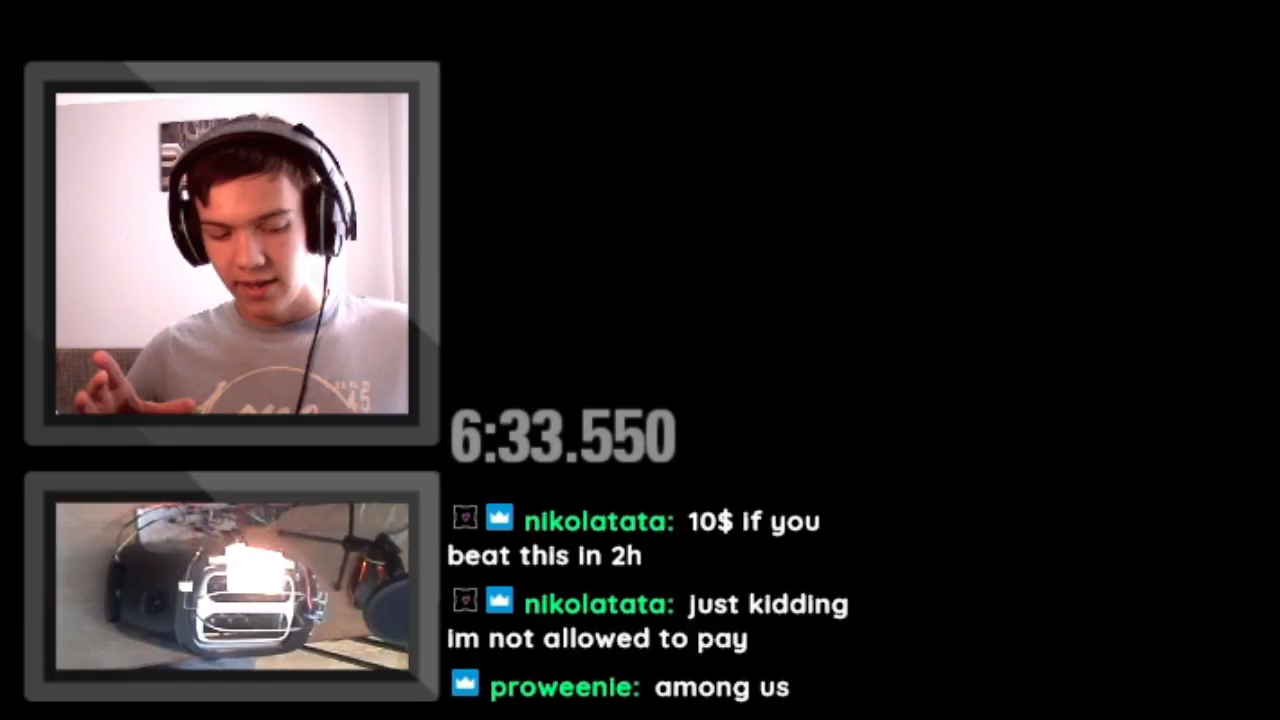 45
6:33.550
nikolatata: 10$ if you
beat this in 2h
nikolatata: just kidding
im not allowed to pay
proweenie: among us